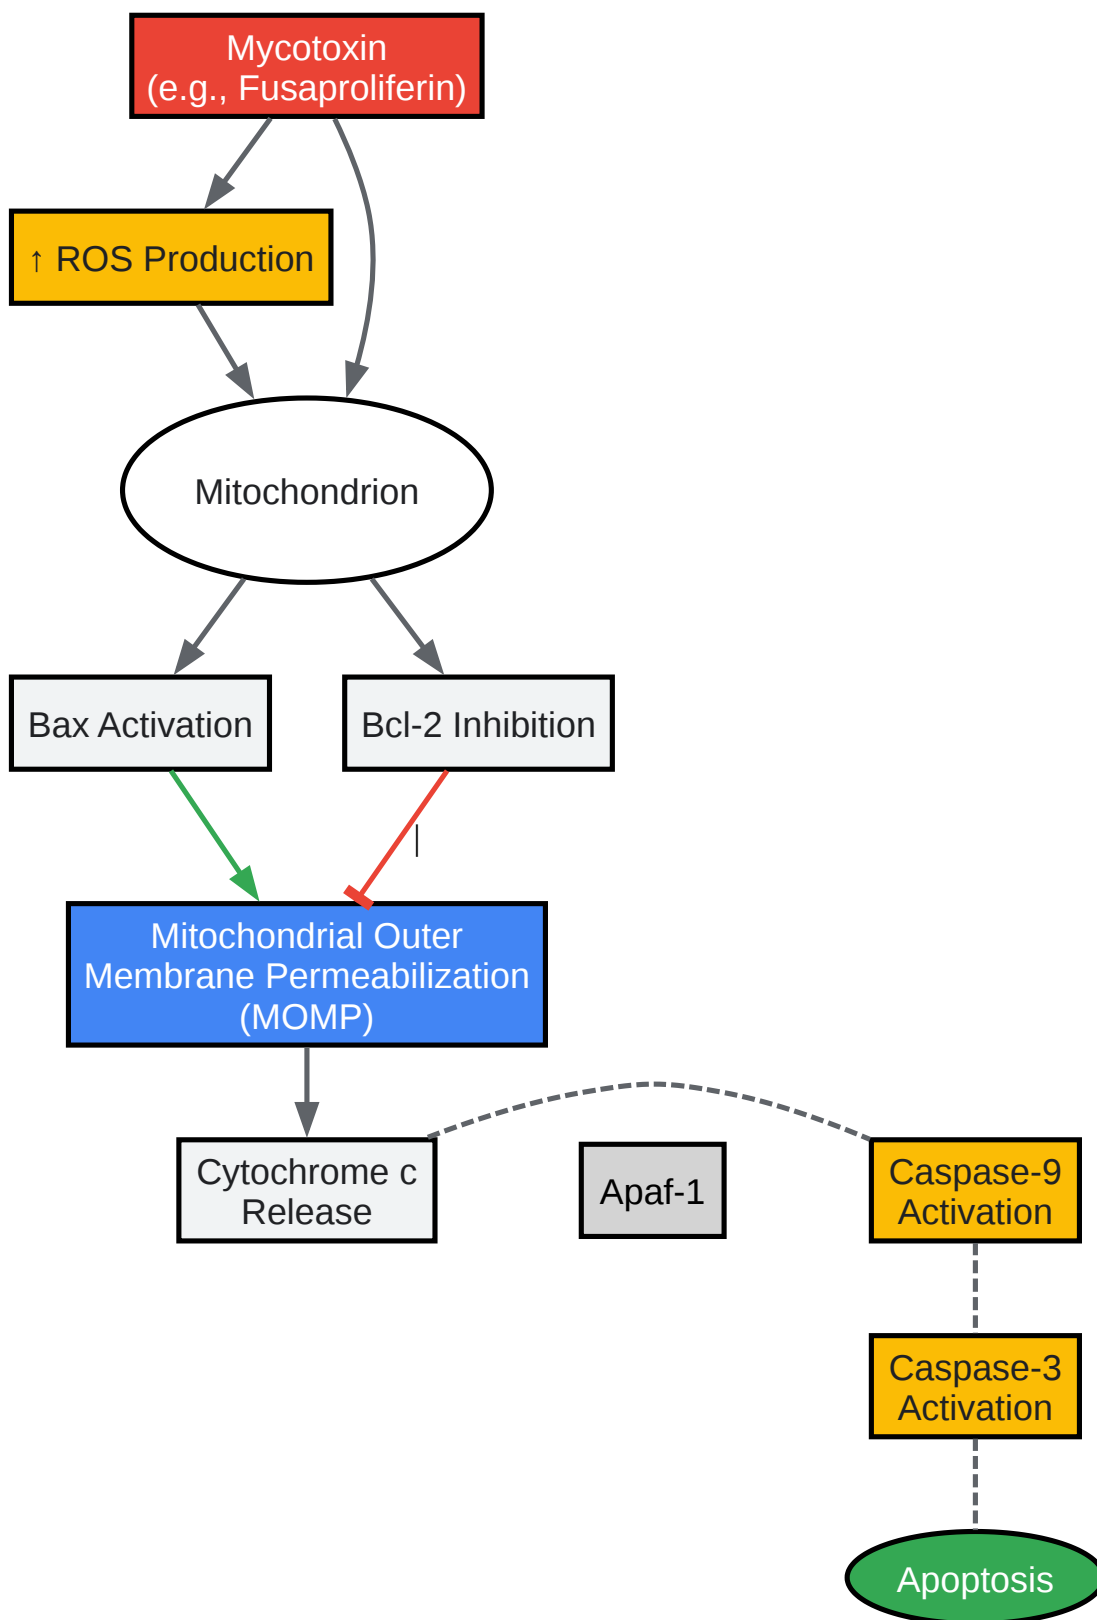 Mycotoxin
(e.g., Fusaproliferin)
↑ ROS Production
Mitochondrion
Bax Activation
Bcl-2 Inhibition
|
Mitochondrial Outer
Membrane Permeabilization
(MOMP)
Cytochrome c
Release
Apaf-1
Caspase-9
Activation
Caspase-3
Activation
Apoptosis